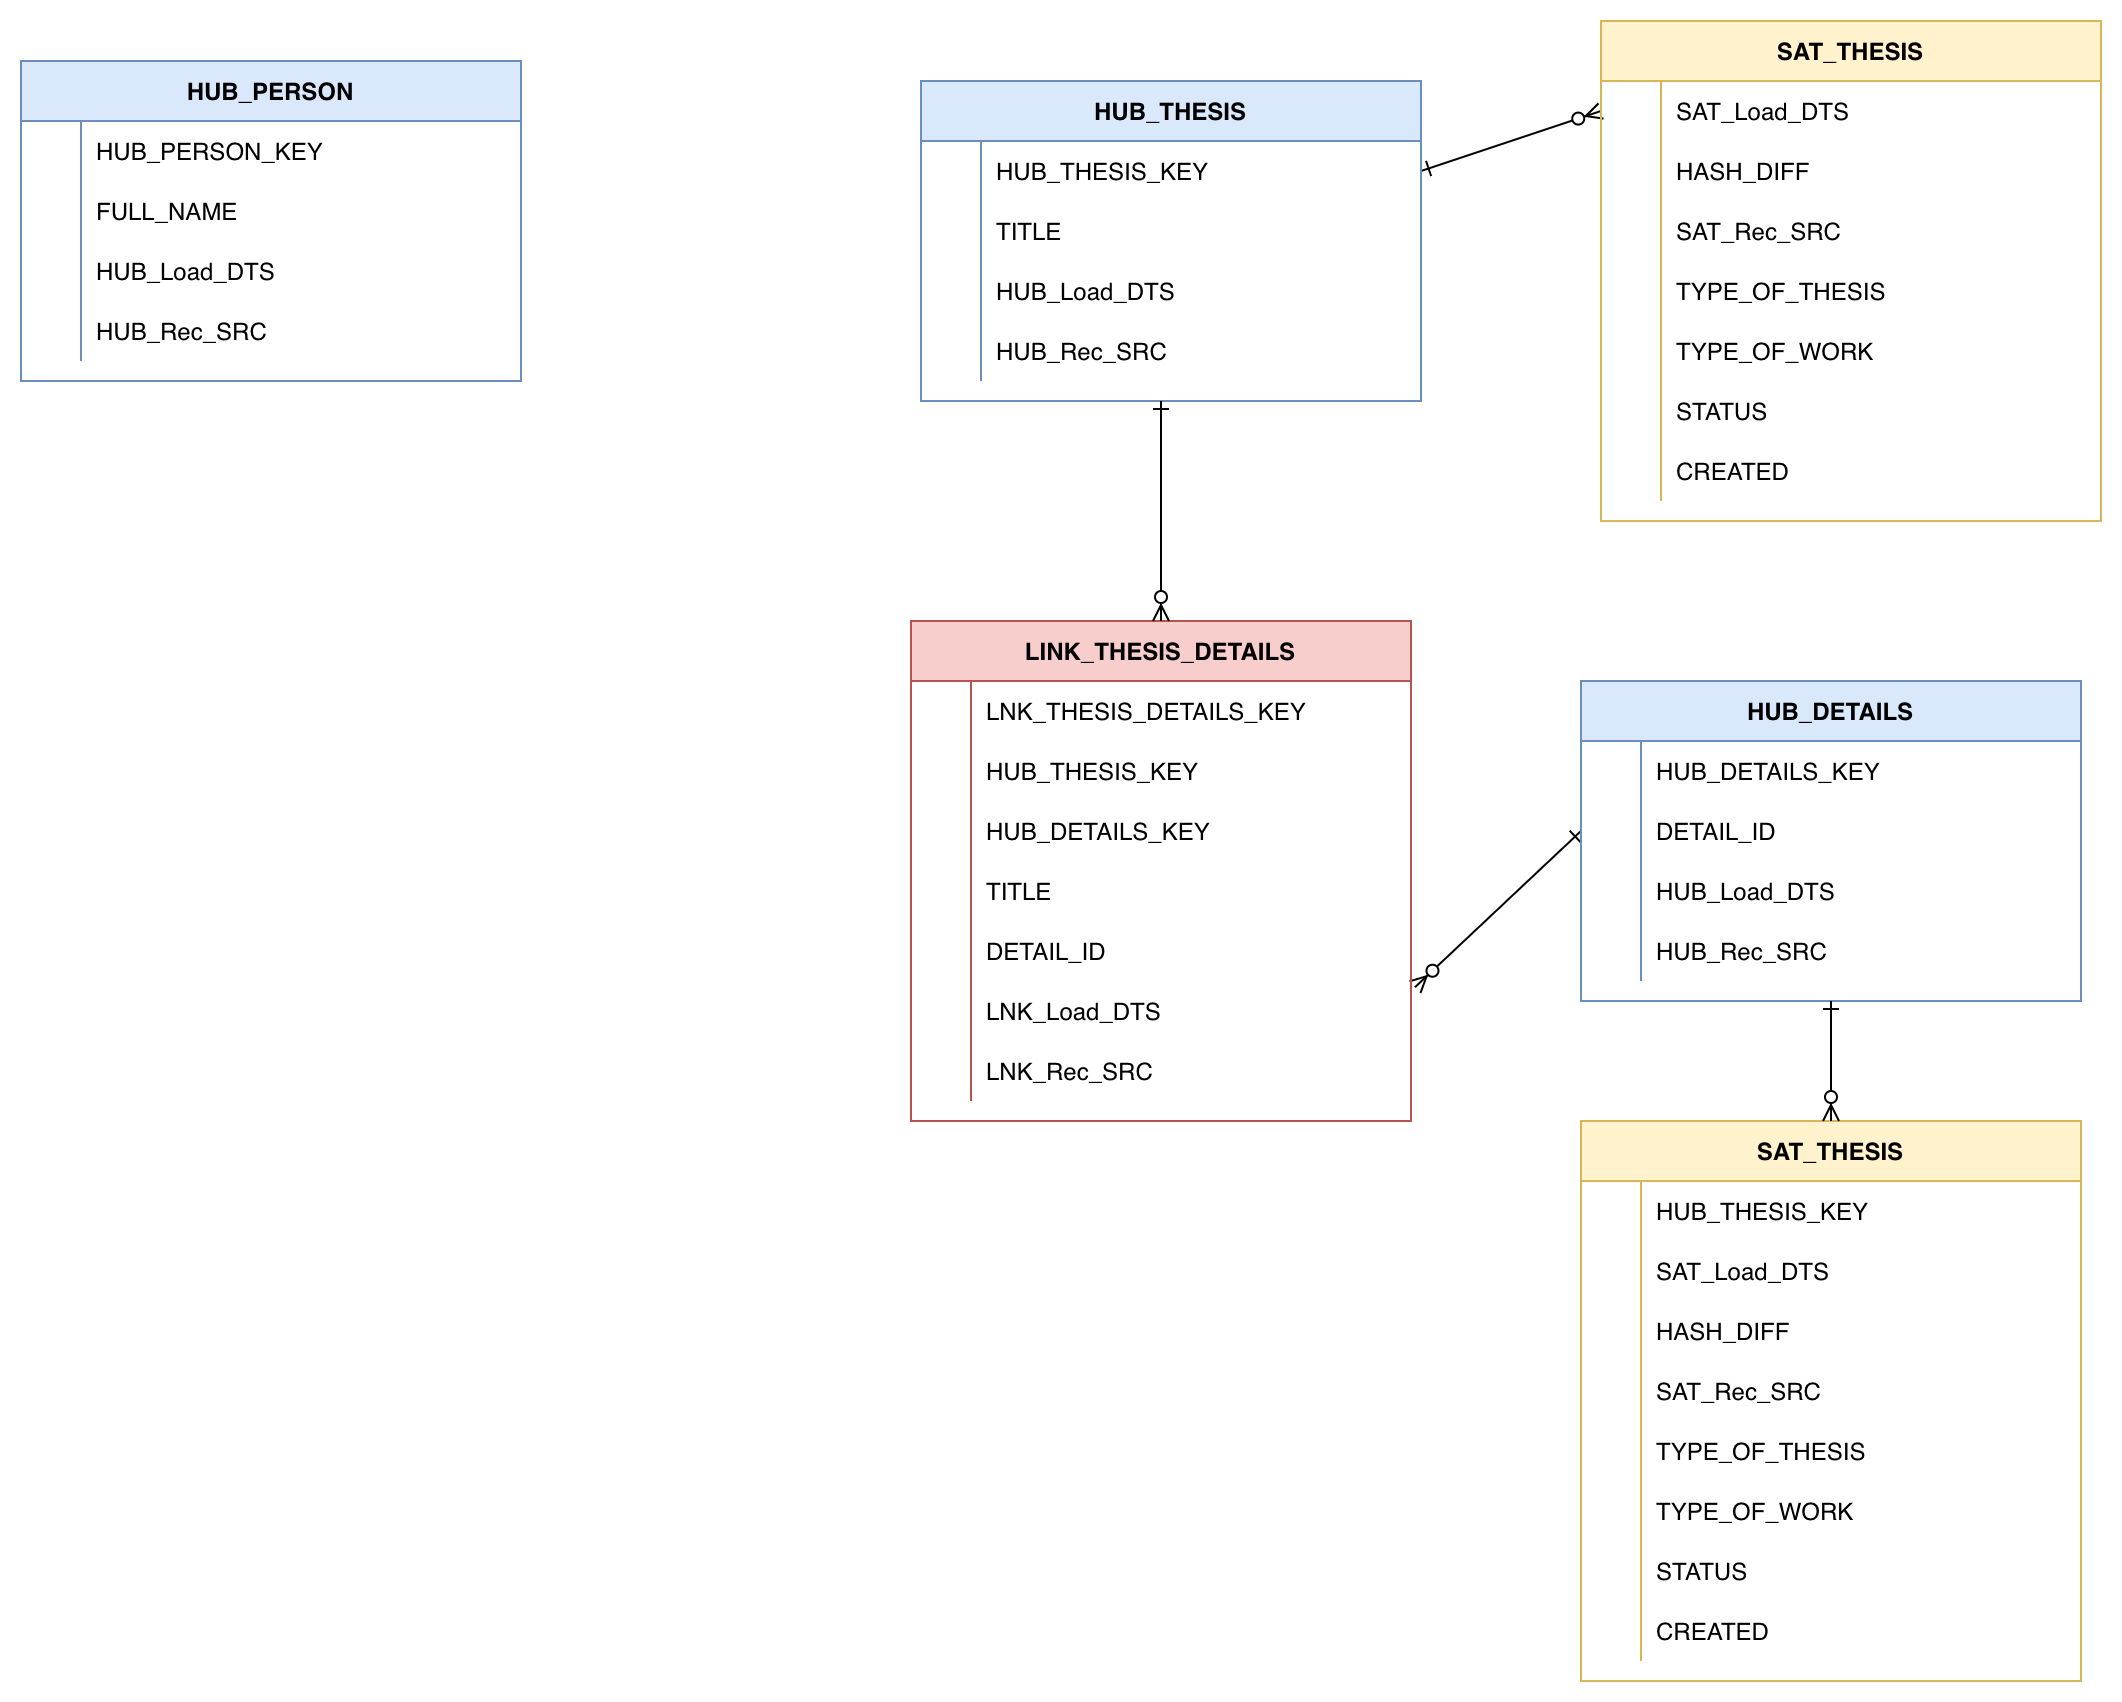 HUB_PERSON
HUB_PERSON_KEY
FULL_NAME
HUB_Load_DTS
HUB_Rec_SRC
HUB_THESIS
HUB_THESIS_KEY
TITLE
HUB_Load_DTS
HUB_Rec_SRC
SAT_THESIS
SAT_Load_DTS
HASH_DIFF
SAT_Rec_SRC
TYPE_OF_THESIS
TYPE_OF_WORK
STATUS
CREATED
LINK_THESIS_DETAILS
LNK_THESIS_DETAILS_KEY
HUB_THESIS_KEY
HUB_DETAILS_KEY
TITLE
DETAIL_ID
LNK_Load_DTS
LNK_Rec_SRC
HUB_DETAILS
HUB_DETAILS_KEY
DETAIL_ID
HUB_Load_DTS
HUB_Rec_SRC
SAT_THESIS
HUB_THESIS_KEY
SAT_Load_DTS
HASH_DIFF
SAT_Rec_SRC
TYPE_OF_THESIS
TYPE_OF_WORK
STATUS
CREATED